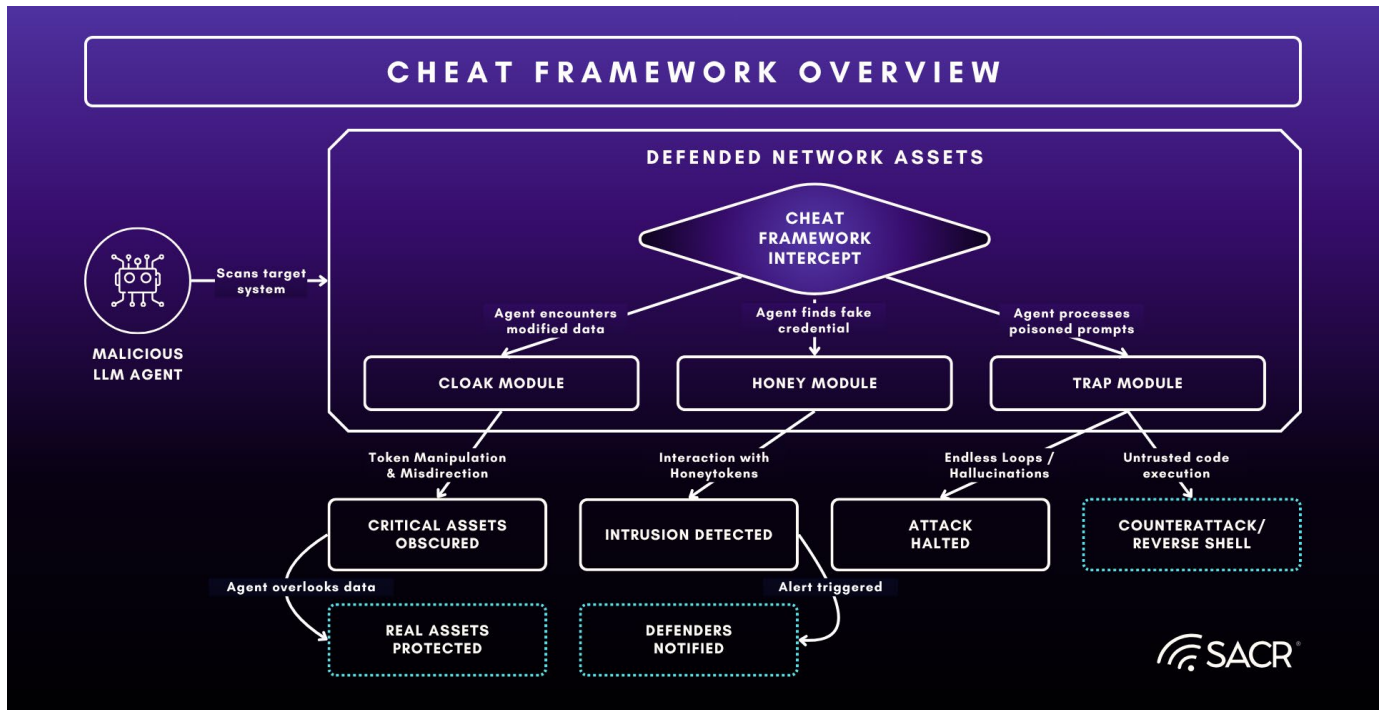 CHEAT FRAMEWORK OVERVIEW
DEFENDED NETWORK ASSETS
CHEAT
FRAMEWORK
INTERCEPT
Scans target
system
MALICIOUS
LLM AGENT
Agent encounters
modified data
Agent finds fake
credential
Agent processes
poisoned prompts
CLOAK MODULE
HONEY MODULE
TRAP MODULE
Token Manipulation
& Misdirection
Interaction with
Honeytokens
Endless Loops /
Hallucinations
Untrusted code
execution
CRITICAL ASSETS
OBSCURED
INTRUSION DETECTED
ATTACK
HALTED
COUNTERATTACK/
REVERSE SHELL
Agent overlooks data
Alert triggered
REAL ASSETS
PROTECTED
DEFENDERS
NOTIFIED
SACR®